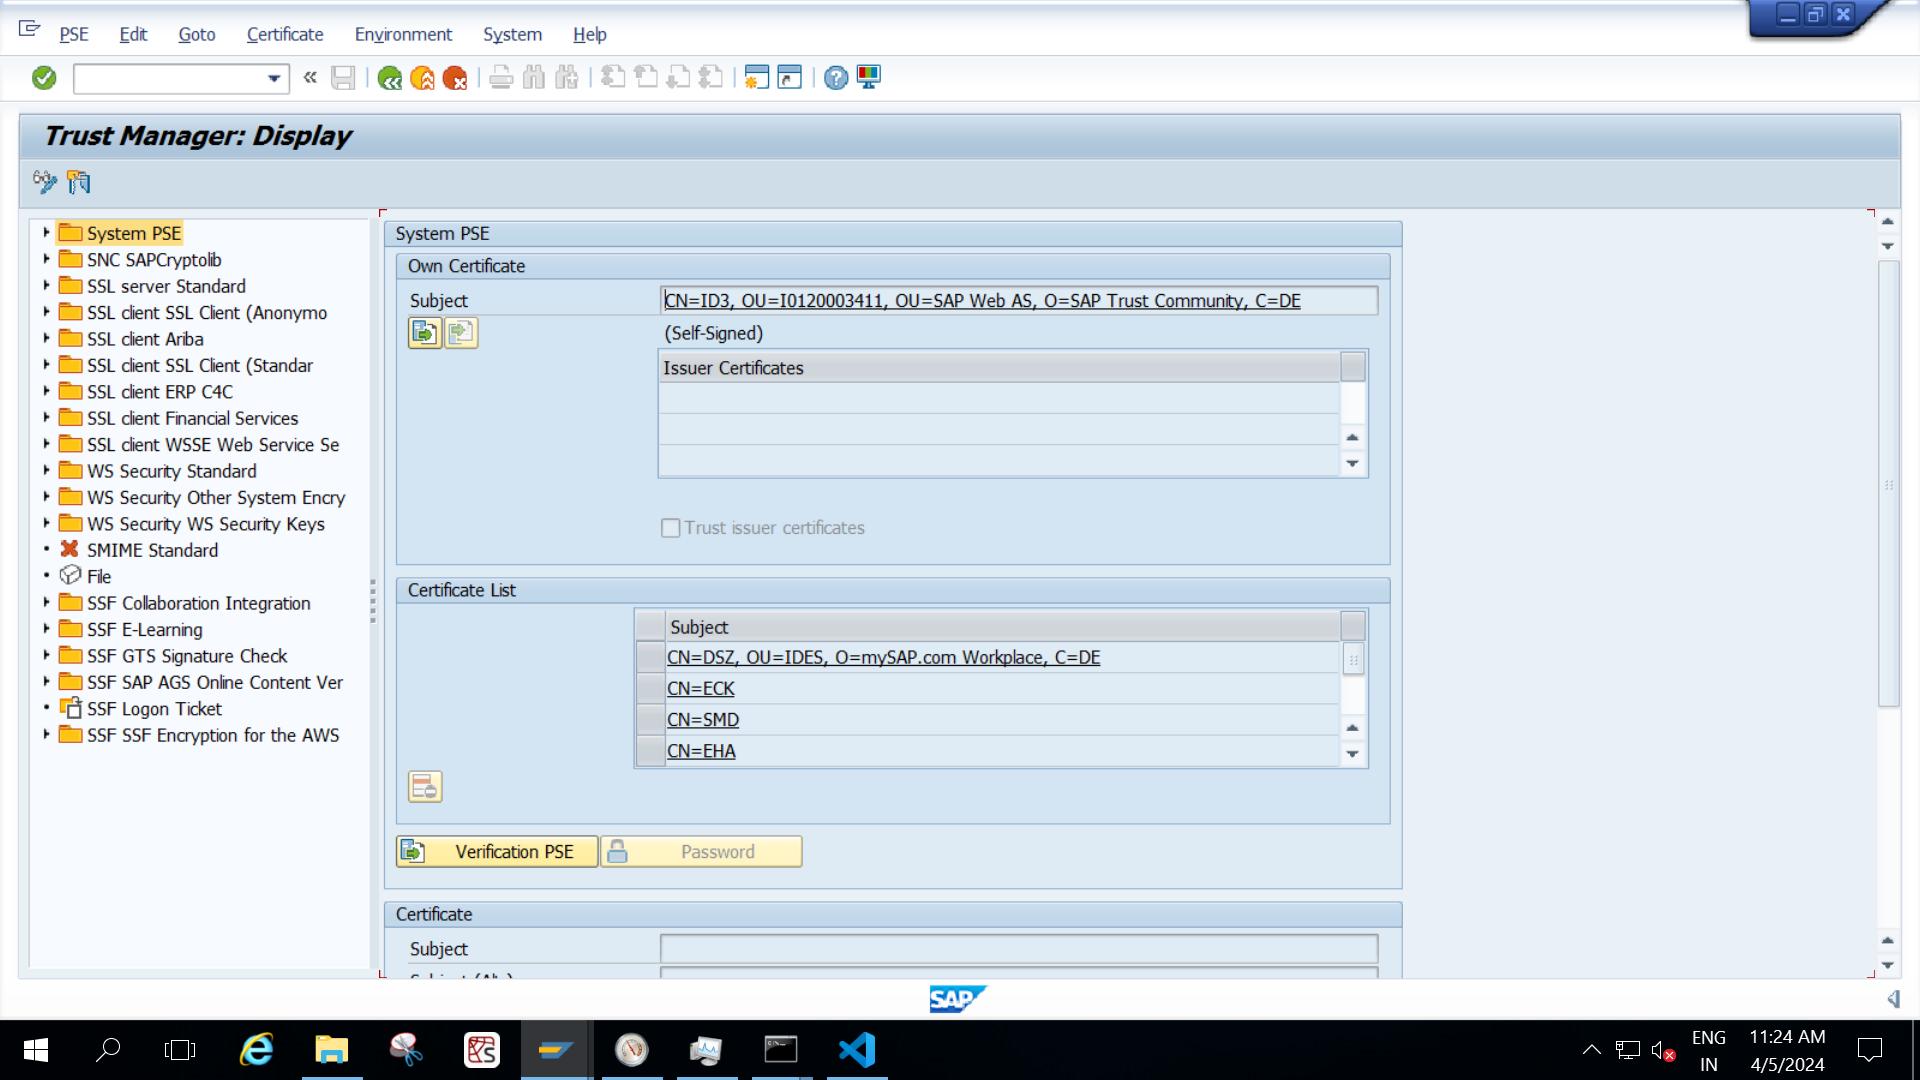 PSE Edit Goto Certificate Environment System Help
Trust Manager: Display
System PSE
SNC SAPCryptolib
SSL server Standard
SSL client SSL Client (Anonymo
SSL client Ariba
SSL client SSL Client (Standar
SSL client ERP C4C
SSL client Financial Services
SSL client WSSE Web Service Se
WS Security Standard
WS Security Other System Encry
WS Security WS Security Keys
SMIME Standard
File
SSF Collaboration Integration
SSF E-Learning
SSF GTS Signature Check
SSF SAP AGS Online Content Ver
SSF Logon Ticket
SSF SSF Encryption for the AWS
System PSE
Own Certificate
Subject CN=ID3, OU=I0120003411, OU=SAP Web AS, O=SAP Trust Community, C=DE
(Self-Signed)
Issuer Certificates
Trust issuer certificates
Certificate List
Subject
CN=DSZ, OU=IDES, O=mySAP.com Workplace, C=DE
CN=ECK
CN=SMD
CN=EHA
Verification PSE Password
Certificate
Subject
SAP
ENG 11:24 AM
IN 4/5/2024